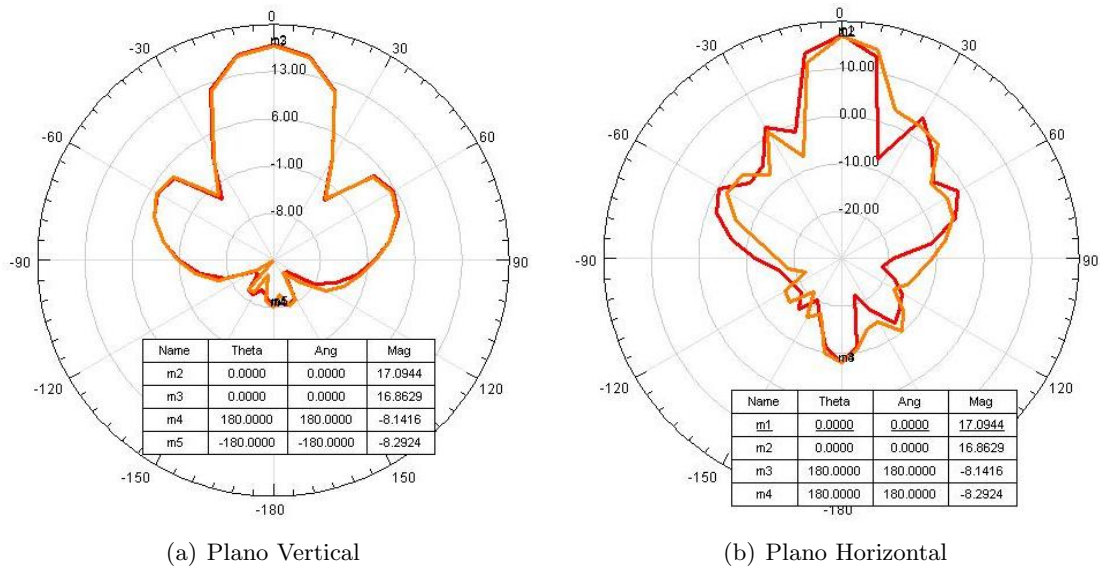 0
30
60
90
120
150
-180
-150
-120
-90
-60
-30
m3
13.00
6.00
-1.00
-8.00
m5
Name Theta Ang Mag
m2 0.0000 0.0000 17.0944
m3 0.0000 0.0000 16.8629
m4 180.0000 180.0000 -8.1416
m5 -180.0000 -180.0000 -8.2924
(a) Plano Vertical
0
30
60
90
120
150
-180
-150
-120
-90
-60
-30
m2
10.00
0.00
-10.00
-20.00
Name Theta Ang Mag
m1 0.0000 0.0000 17.0944
m2 0.0000 0.0000 16.8629
m3 180.0000 180.0000 -8.1416
m4 180.0000 180.0000 -8.2924
(b) Plano Horizontal